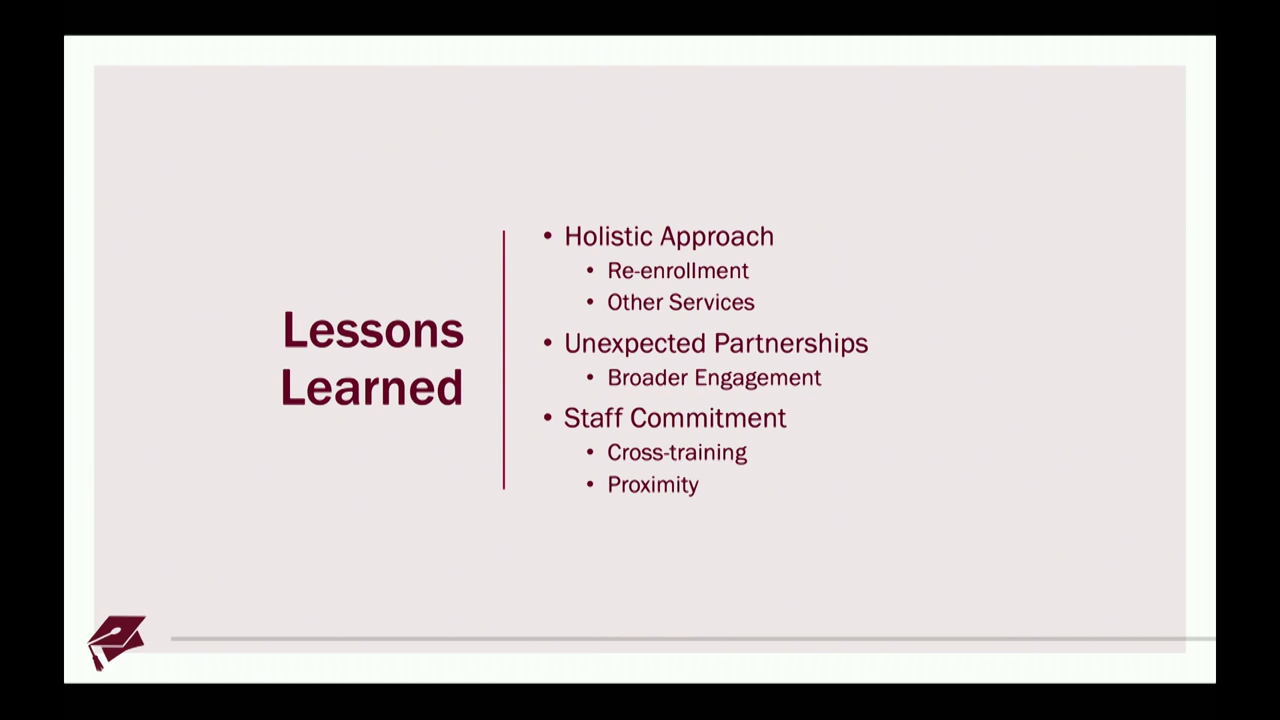 Lessons
Learned
• Holistic Approach
• Re-enrollment
• Other Services
• Unexpected Partnerships
• Broader Engagement
• Staff Commitment
• Cross-training
• Proximity